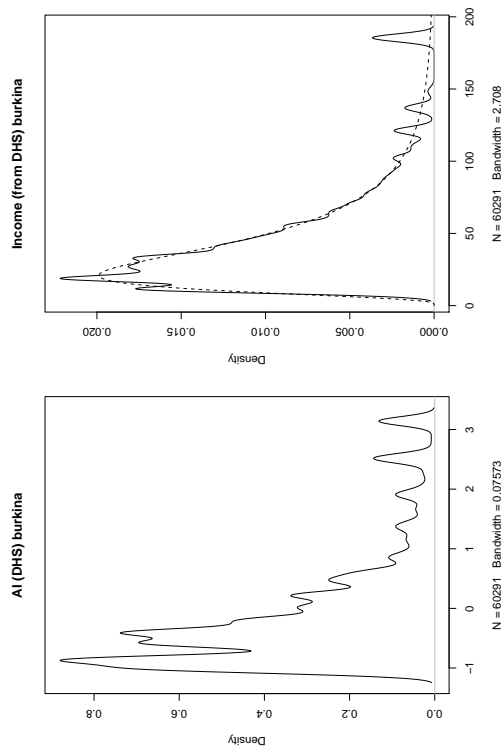 AI (DHS) burkina
Density
0.0 0.2 0.4 0.6 0.8
−1 0 1 2 3
N = 60291 Bandwidth = 0.07573
Income (from DHS) burkina
Density
0.000 0.005 0.010 0.015 0.020
0 50 100 150 200
N = 60291 Bandwidth = 2.708